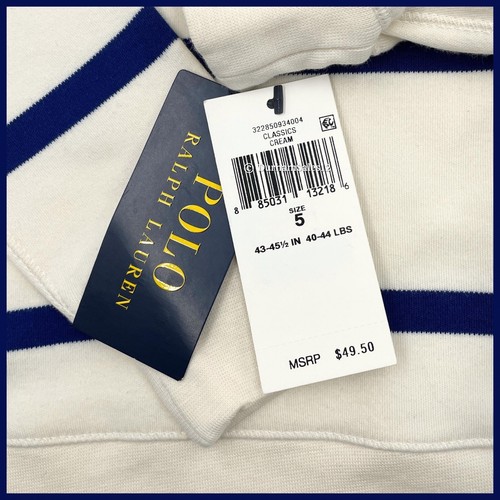 POLO
RALPH LAUREN
322850934004
CLASSICS
CREAM
8 85031 13218 6
SIZE
5
43-45½ IN 40-44 LBS
MSRP $49.50